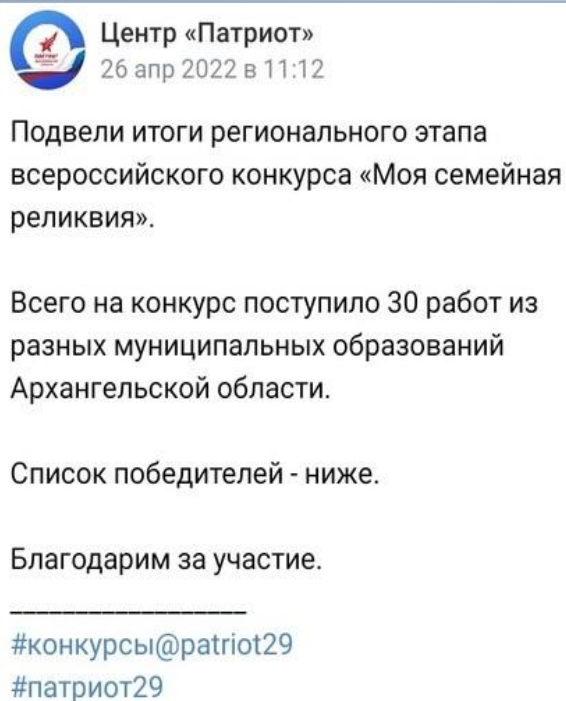 Центр «Патриот»
26 апр 2022 в 11:12
Подвели итоги регионального этапа
всероссийского конкурса «Моя семейная
реликвия».
Всего на конкурс поступило 30 работ из
разных муниципальных образований
Архангельской области.
Список победителей - ниже.
Благодарим за участие.
__________________
#конкурсы@patriot29
#патриот29